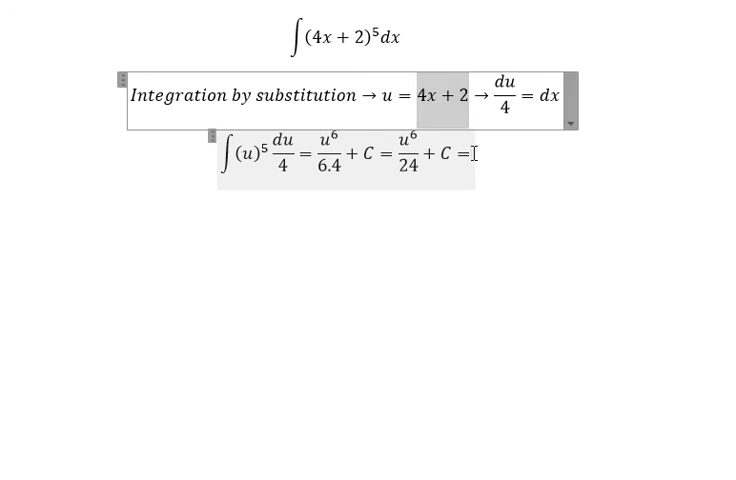 ∫(4x + 2)⁵dx
Integration by substitution → u = 4x + 2 → du/4 = dx
∫(u)⁵ du/4 = u⁶/6.4 + C = u⁶/24 + C =